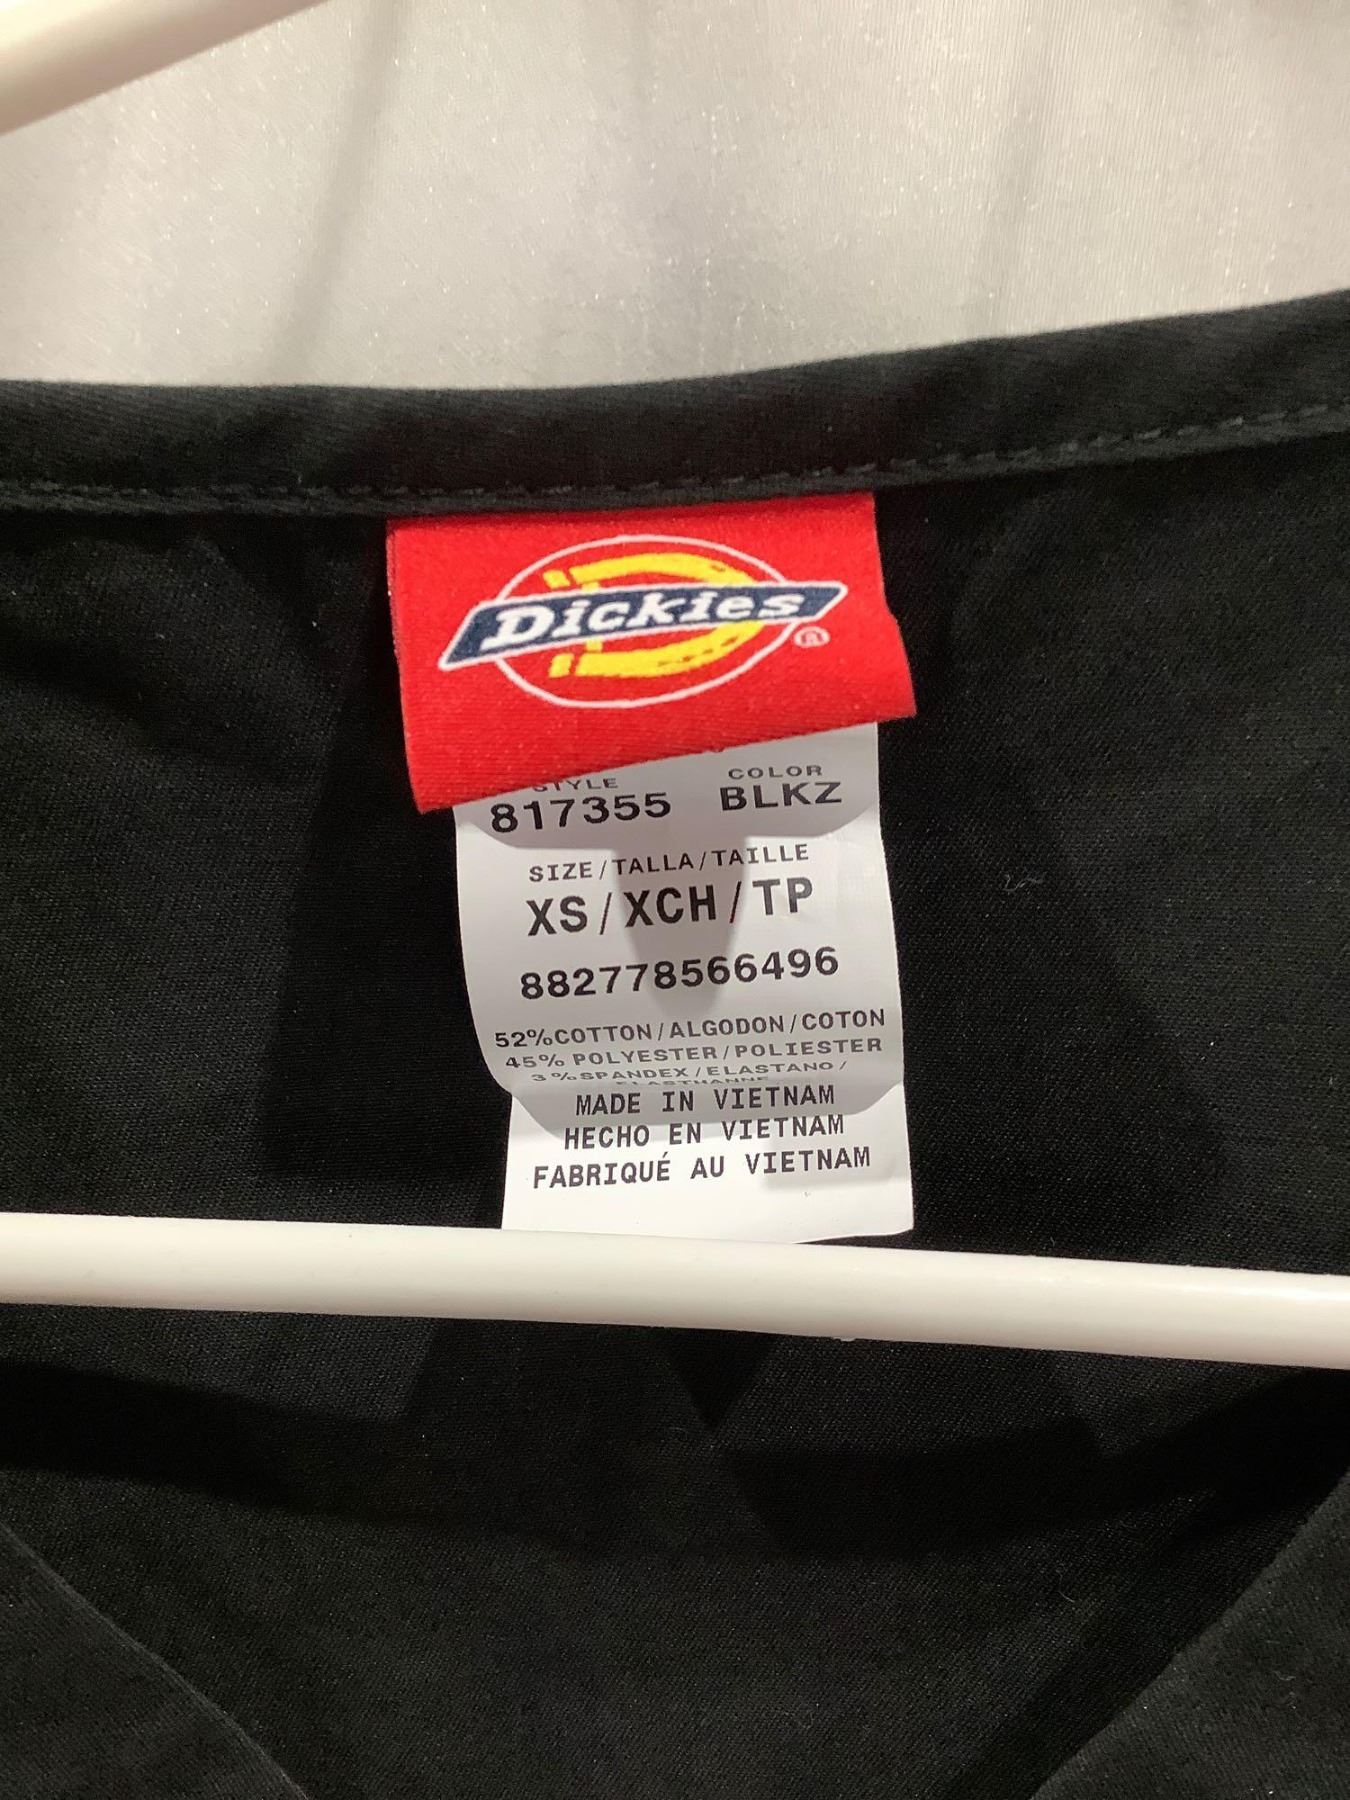 Dickies®
STYLE COLOR
817355 BLKZ
SIZE/TALLA/TAILLE
XS/XCH/TP
882778566496
52%COTTON/ALGODON/COTON
45% POLYESTER/POLIESTER
3%SPANDEX/ELASTANO/
ELASTHANNE
MADE IN VIETNAM
HECHO EN VIETNAM
FABRIQUÉ AU VIETNAM